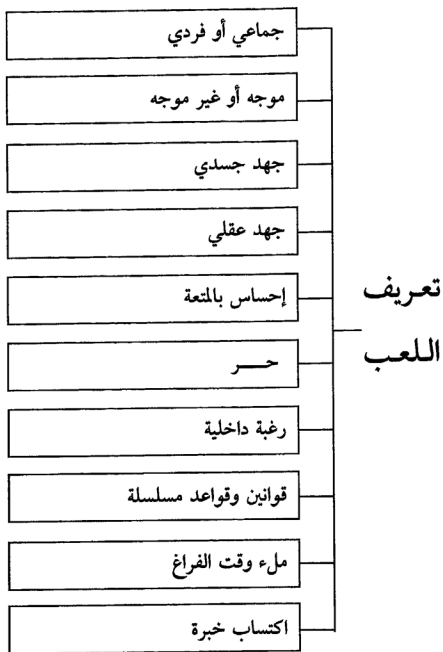 تعريف
اللعب
جماعي أو فردي
موجه أو غير موجه
جهد جسدي
جهد عقلي
إحساس بالمتعة
حـــر
رغبة داخلية
قوانين وقواعد مسلسلة
ملء وقت الفراغ
اكتساب خبرة